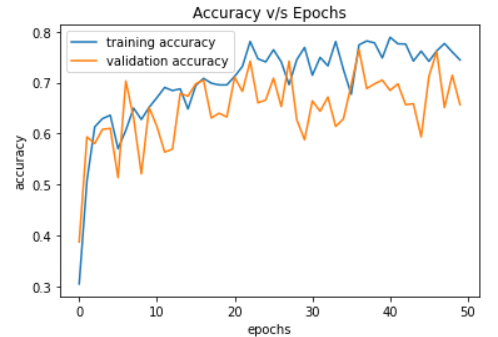 Accuracy v/s Epochs
training accuracy
validation accuracy
accuracy
0.8
0.7
0.6
0.5
0.4
0.3
0 10 20 30 40 50
epochs